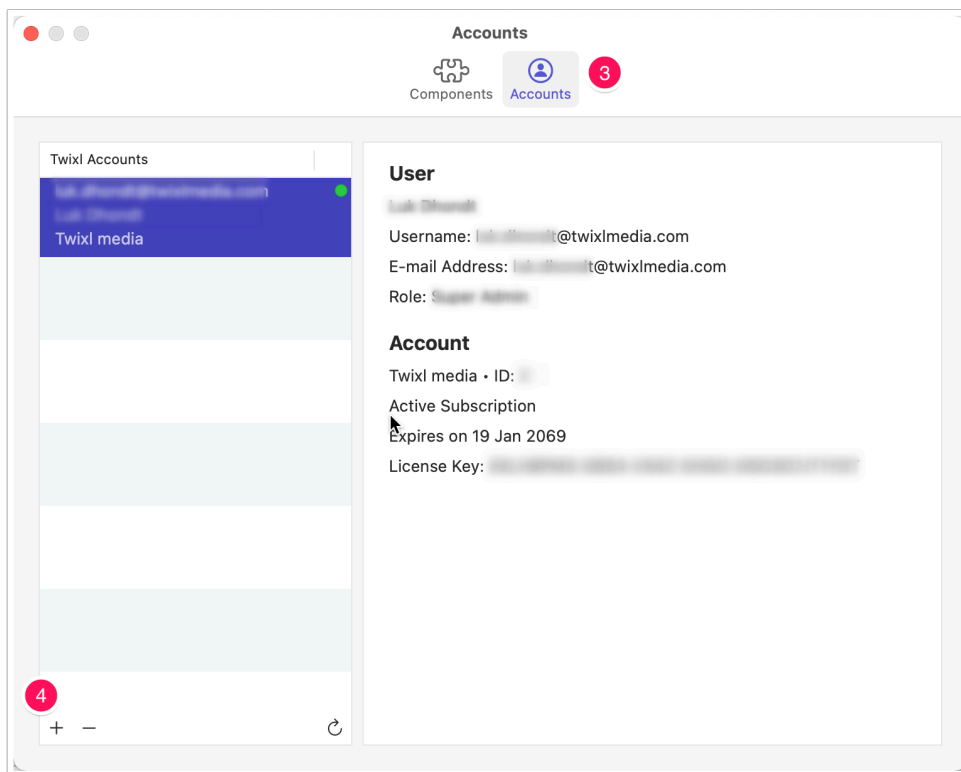 Accounts
Components
Accounts
3
Twixl Accounts
Twixl media
User
Username: @twixlmedia.com
E-mail Address: t@twixlmedia.com
Role:
Account
Twixl media • ID:
Active Subscription
Expires on 19 Jan 2069
License Key:
4